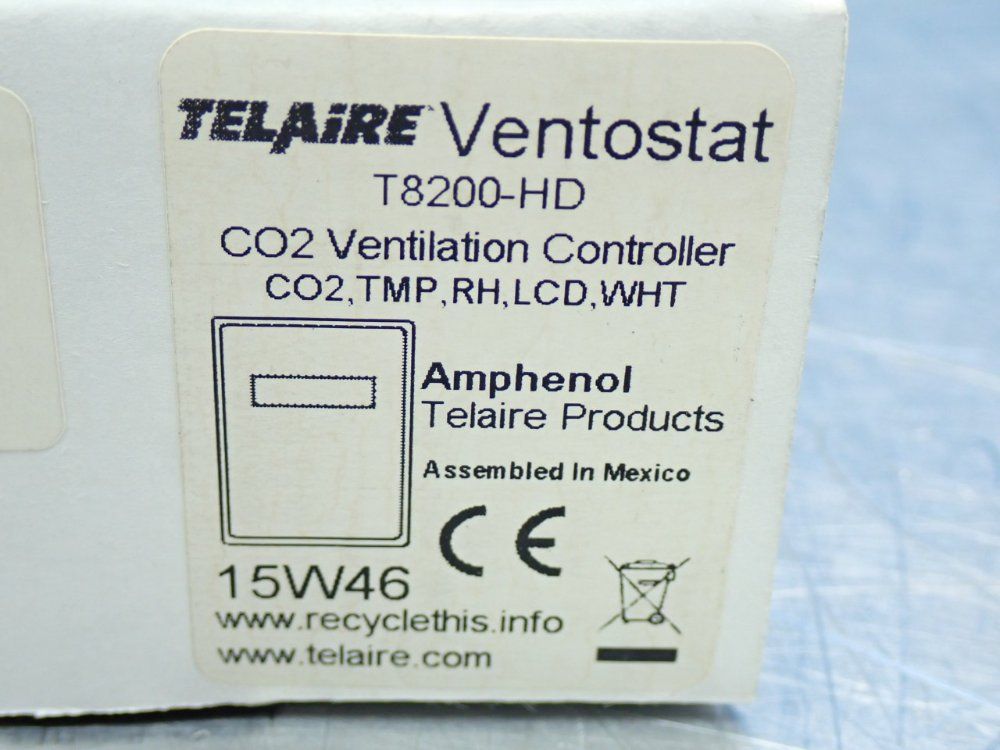 TELAIRE Ventostat
T8200-HD
CO2 Ventilation Controller
CO2,TMP,RH,LCD,WHT
Amphenol
Telaire Products
Assembled In Mexico
CE
15W46
www.recyclethis.info
www.telaire.com